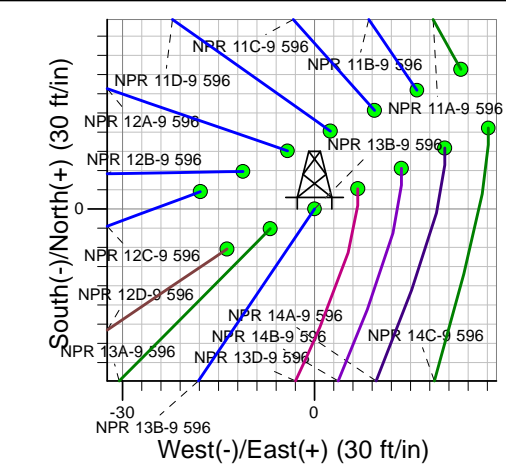 NPR 11C-9 596
NPR 11B-9 596
NPR 11D-9 596
NPR 11A-9 596
NPR 12A-9 596
NPR 13B-9 596
NPR 12B-9 596
0
NPR 12C-9 596
NPR 12D-9 596
NPR 14A-9 596
NPR 14B-9 596
NPR 14C-9 596
NPR 13A-9 596
NPR 13D-9 596
-30
0
NPR 13B-9 596
West(-)/East(+) (30 ft/in)
South(-)/North(+) (30 ft/in)